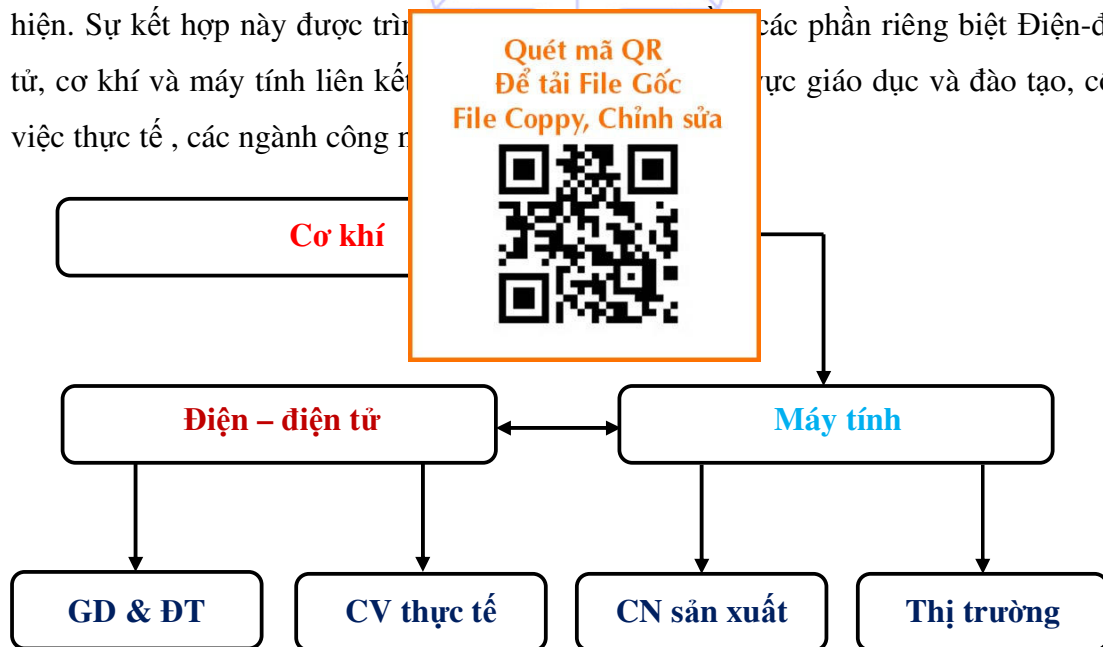 hiện. Sự kết hợp này được các phần riêng biệt
tử, cơ khí và máy tính liên kết giáo dục và đào tạo,
việc thực tế , các ngành công
Quét mã QR
Để tải File Gốc
File Coppy, Chỉnh sửa
Cơ khí
Điện – điện tử
Máy tính
GD & ĐT
CV thực tế
CN sản xuất
Thị trường